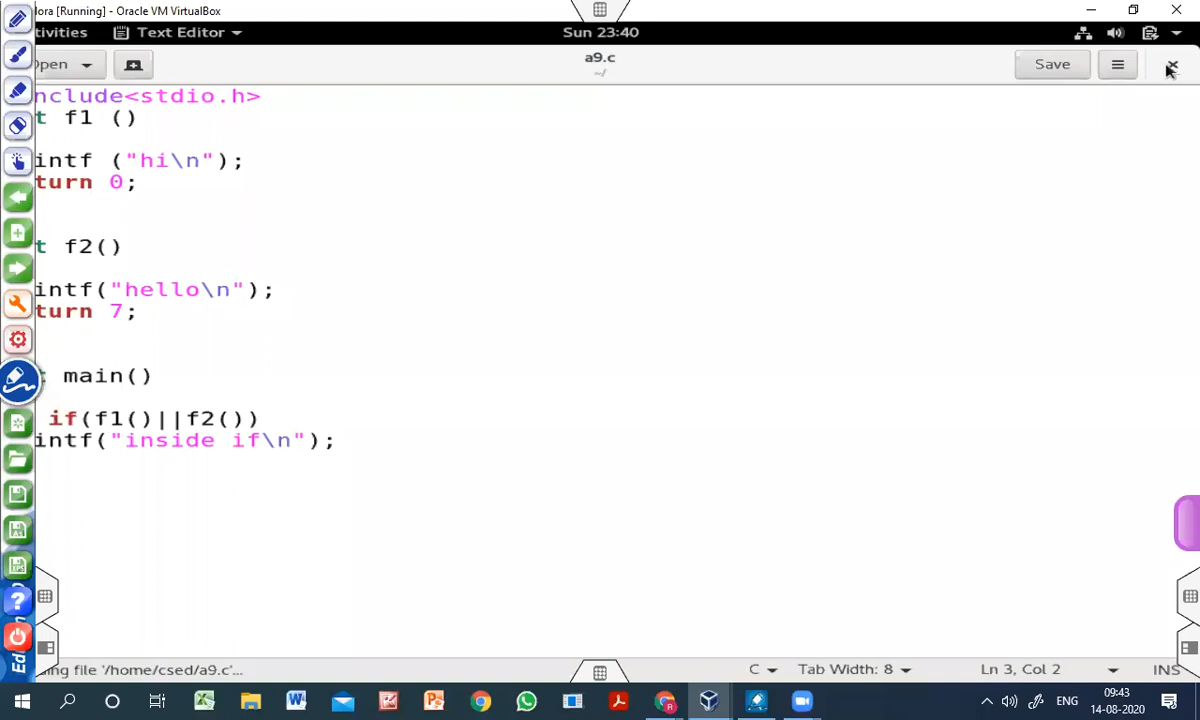 lora [Running] - Oracle VM VirtualBox
tivities Text Editor Sun 23:40
pen a9.c Save
~/
nclude<stdio.h>
t f1 ()
intf ("hi\n");
turn 0;
t f2()
intf("hello\n");
turn 7;
t main()
if(f1()||f2())
intf("inside if\n");
ing file '/home/csed/a9.c'... C Tab Width: 8 Ln 3, Col 2 INS
ENG 09:43
14-08-2020